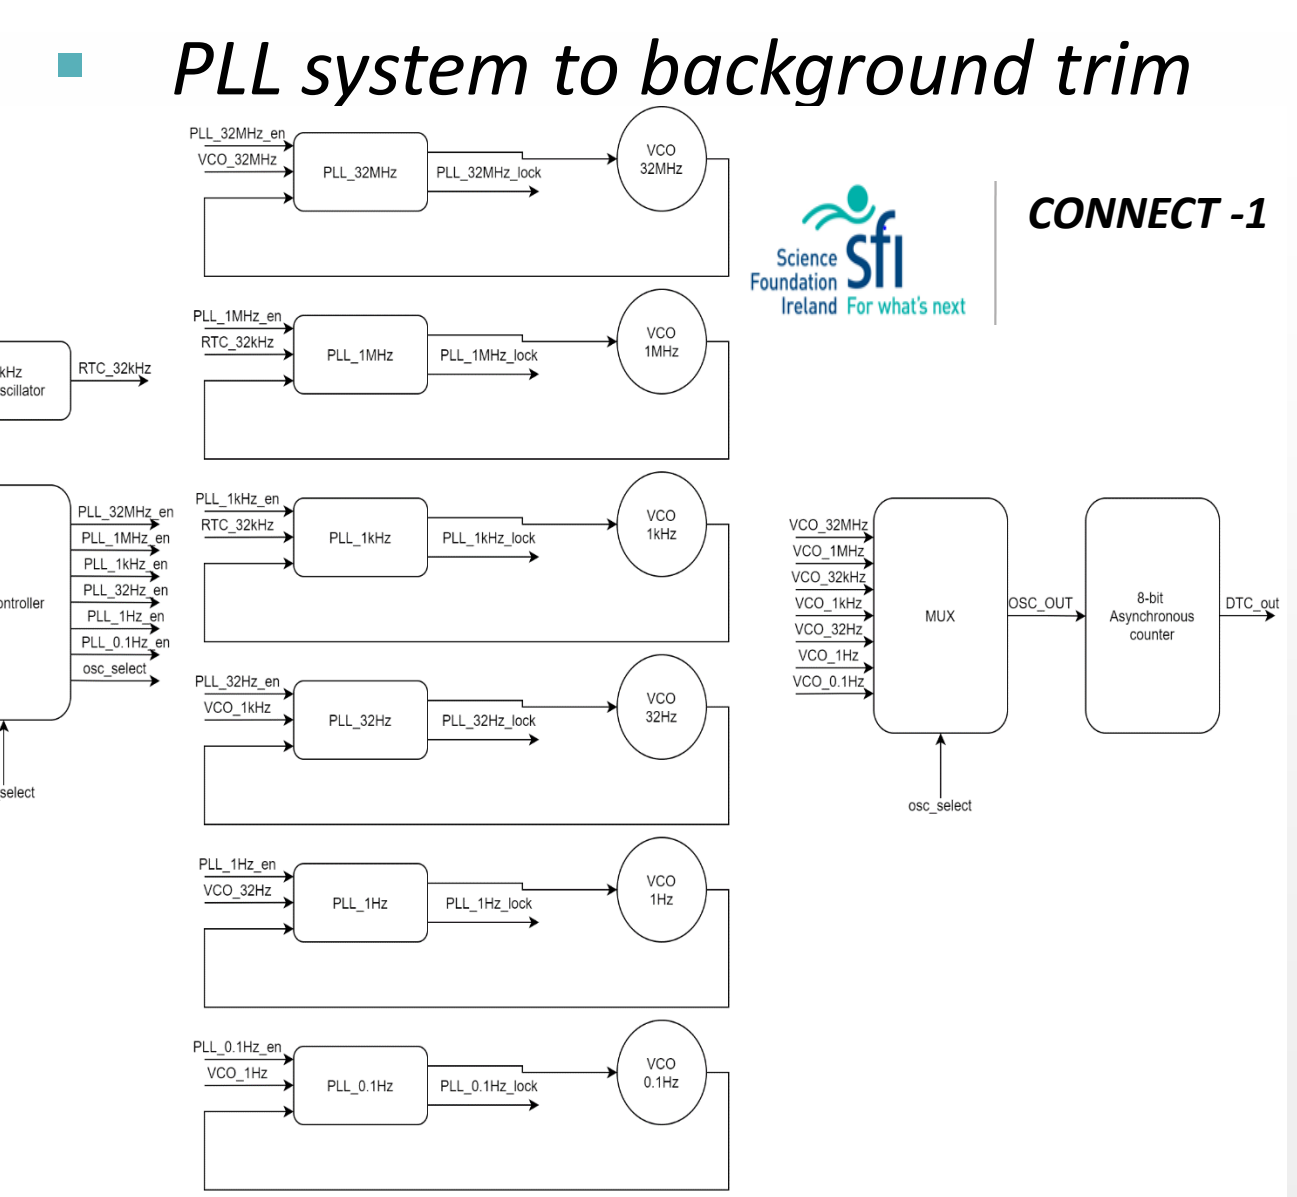 PLL system to background trim
CONNECT -1
Science
Foundation
Ireland
sfi
For what's next
kHz
scillator
RTC_32kHz
ontroller
PLL_32MHz_en
PLL_1MHz_en
PLL_1kHz_en
PLL_32Hz_en
PLL_1Hz_en
PLL_0.1Hz_en
osc_select
select
PLL_32MHz_en
VCO_32MHz
PLL_32MHz
PLL_32MHz_lock
VCO
32MHz
PLL_1MHz_en
RTC_32kHz
PLL_1MHz
PLL_1MHz_lock
VCO
1MHz
PLL_1kHz_en
RTC_32kHz
PLL_1kHz
PLL_1kHz_lock
VCO
1kHz
PLL_32Hz_en
VCO_1kHz
PLL_32Hz
PLL_32Hz_lock
VCO
32Hz
PLL_1Hz_en
VCO_32Hz
PLL_1Hz
PLL_1Hz_lock
VCO
1Hz
PLL_0.1Hz_en
VCO_1Hz
PLL_0.1Hz
PLL_0.1Hz_lock
VCO
0.1Hz
VCO_32MHz
VCO_1MHz
VCO_32kHz
VCO_1kHz
VCO_32Hz
VCO_1Hz
VCO_0.1Hz
MUX
osc_select
OSC_OUT
8-bit
Asynchronous
counter
DTC_out